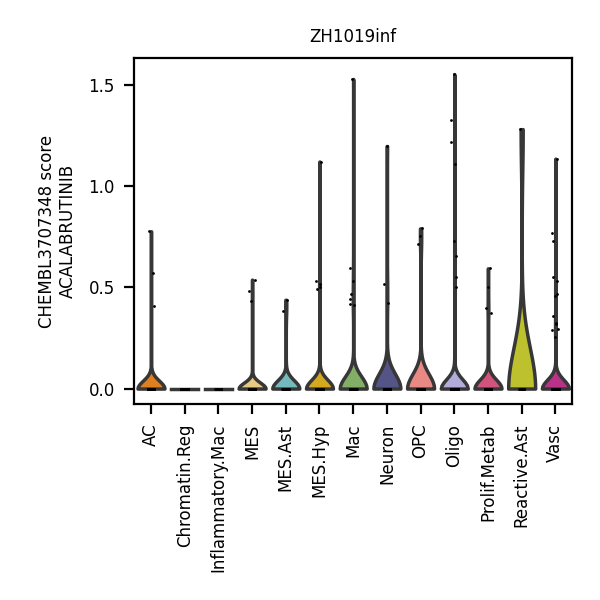 ZH1019inf
CHEMBL3707348 score
ACALABRUTINIB
1.5
1.0
0.5
0.0
AC
Chromatin.Reg
Inflammatory.Mac
MES
MES.Ast
MES.Hyp
Mac
Neuron
OPC
Oligo
Prolif.Metab
Reactive.Ast
Vasc